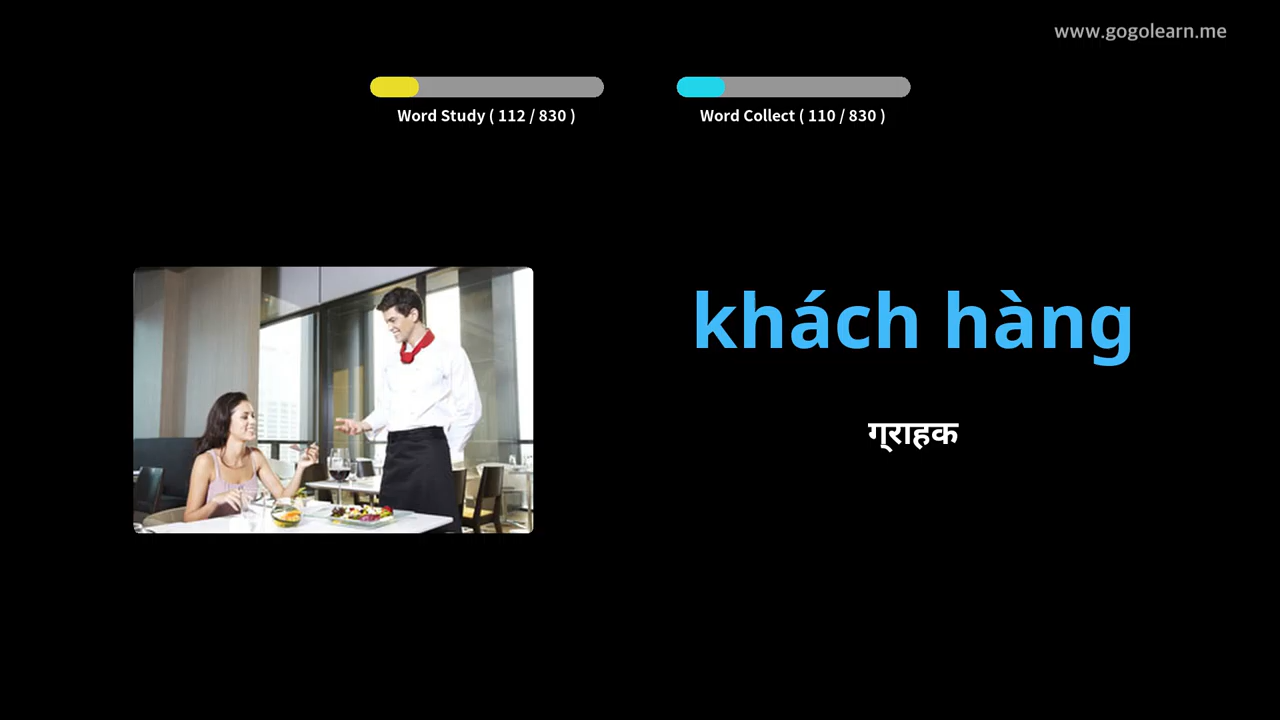 www.gogolearn.me
Word Study ( 112 / 830 )
Word Collect ( 110 / 830 )
khách hàng
ग्राहक